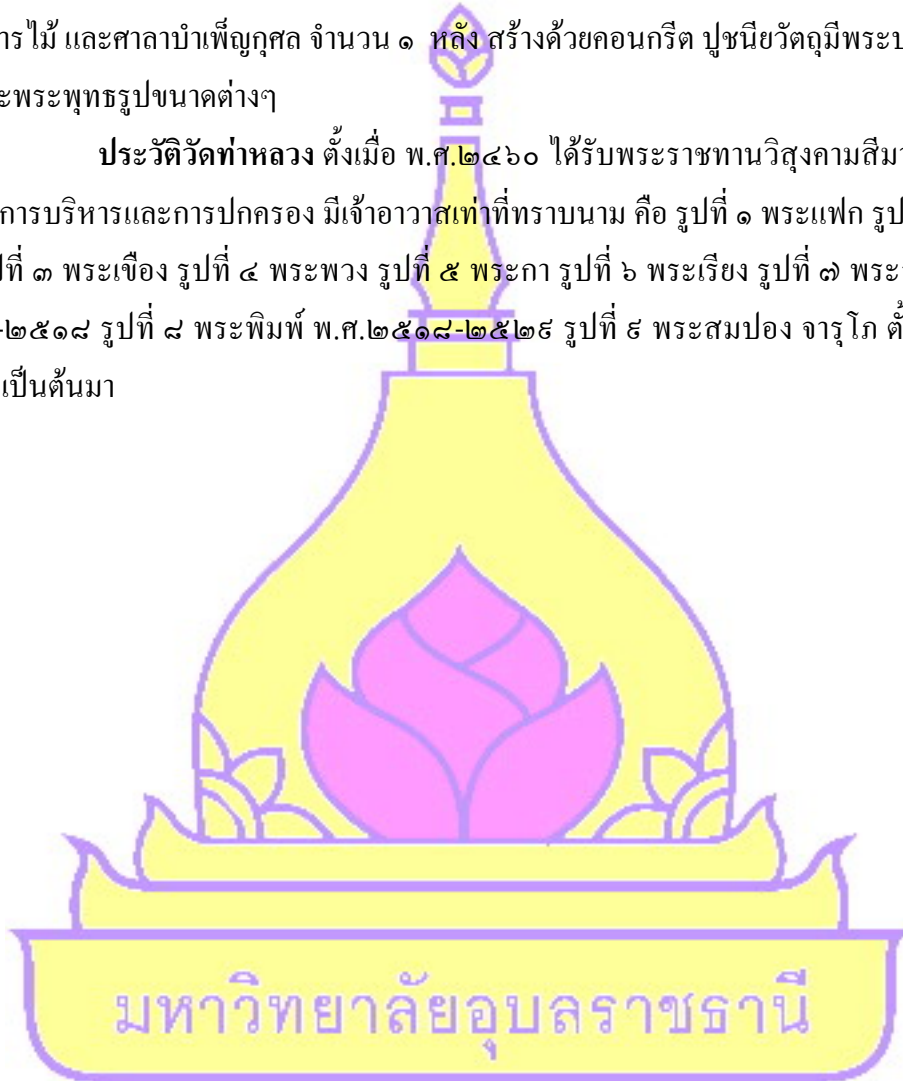 ารไม้ และศาลาบำเพ็ญกุศล จำนวน ๑ หลัง สร้างด้วยคอนกรีต ปูชนียวัตถุมีพระป
ะพระพุทธรูปขนาดต่างๆ
ประวัติวัดท่าหลวง ตั้งเมื่อ พ.ศ.๒๔๖๐ ได้รับพระราชทานวิสุงคามสีมา
การบริหารและการปกครอง มีเจ้าอาวาสเท่าที่ทราบนาม คือ รูปที่ ๑ พระแฟก รูป
ปที่ ๓ พระเขือง รูปที่ ๔ พระพวง รูปที่ ๕ พระกา รูปที่ ๖ พระเรียง รูปที่ ๗ พระ
-๒๕๑๘ รูปที่ ๘ พระพิมพ์ พ.ศ.๒๕๑๘-๒๕๒๙ รูปที่ ๙ พระสมปอง จารุโภ ตั้
เป็นต้นมา
มหาวิทยาลัยอุบลราชธานี